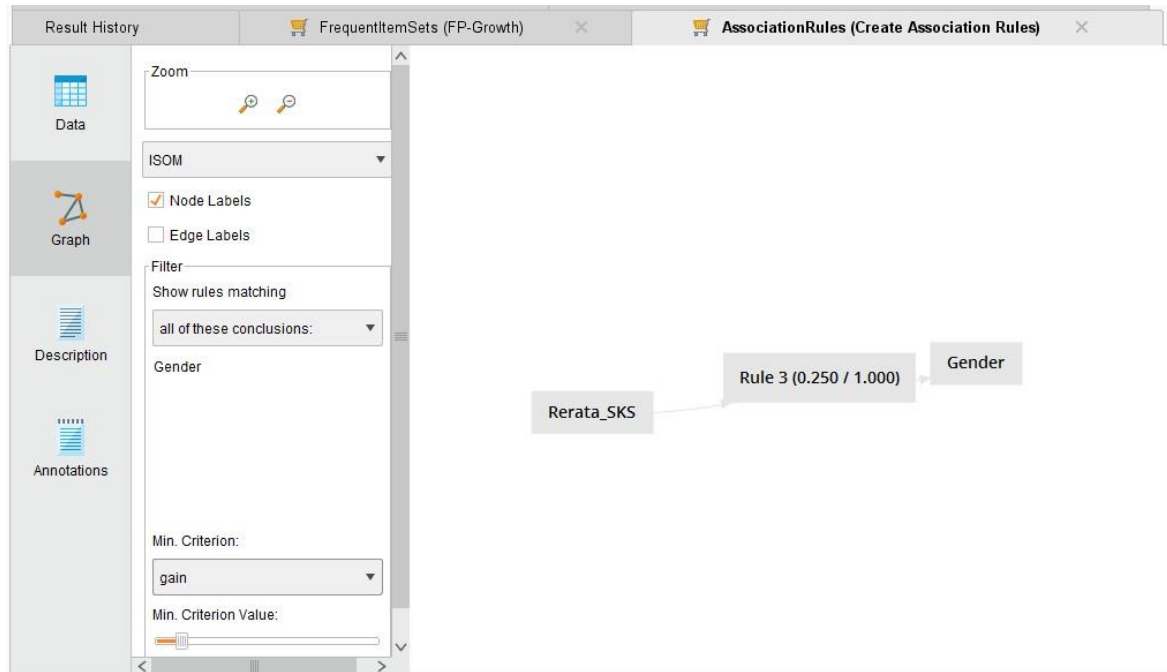 Result History
FrequentItemSets (FP-Growth)
AssociationRules (Create Association Rules)
Data
Graph
Description
Annotations
Zoom
ISOM
Node Labels
Edge Labels
Filter
Show rules matching
all of these conclusions:
Gender
Min. Criterion:
gain
Min. Criterion Value:
Rerata_SKS
Rule 3 (0.250 / 1.000)
Gender